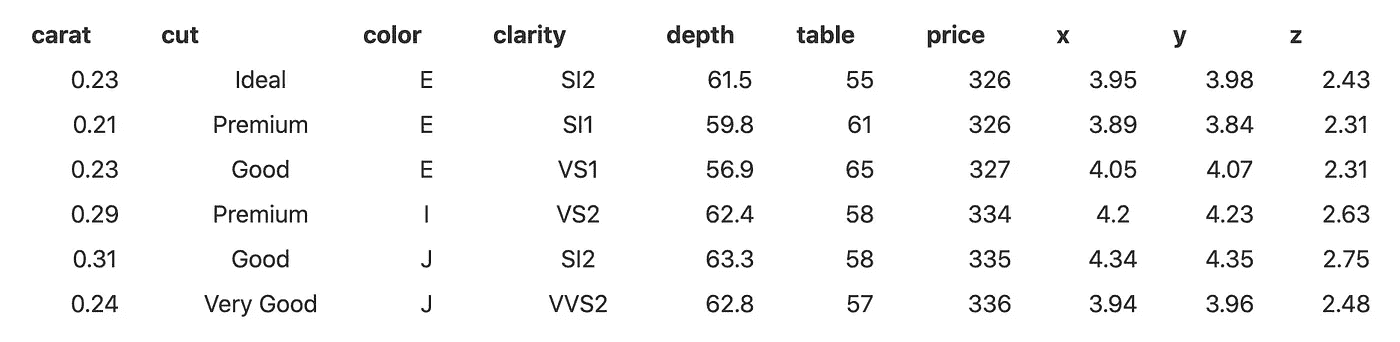 carat cut color clarity depth table price x y z
0.23 Ideal E SI2 61.5 55 326 3.95 3.98 2.43
0.21 Premium E SI1 59.8 61 326 3.89 3.84 2.31
0.23 Good E VS1 56.9 65 327 4.05 4.07 2.31
0.29 Premium I VS2 62.4 58 334 4.2 4.23 2.63
0.31 Good J SI2 63.3 58 335 4.34 4.35 2.75
0.24 Very Good J VVS2 62.8 57 336 3.94 3.96 2.48